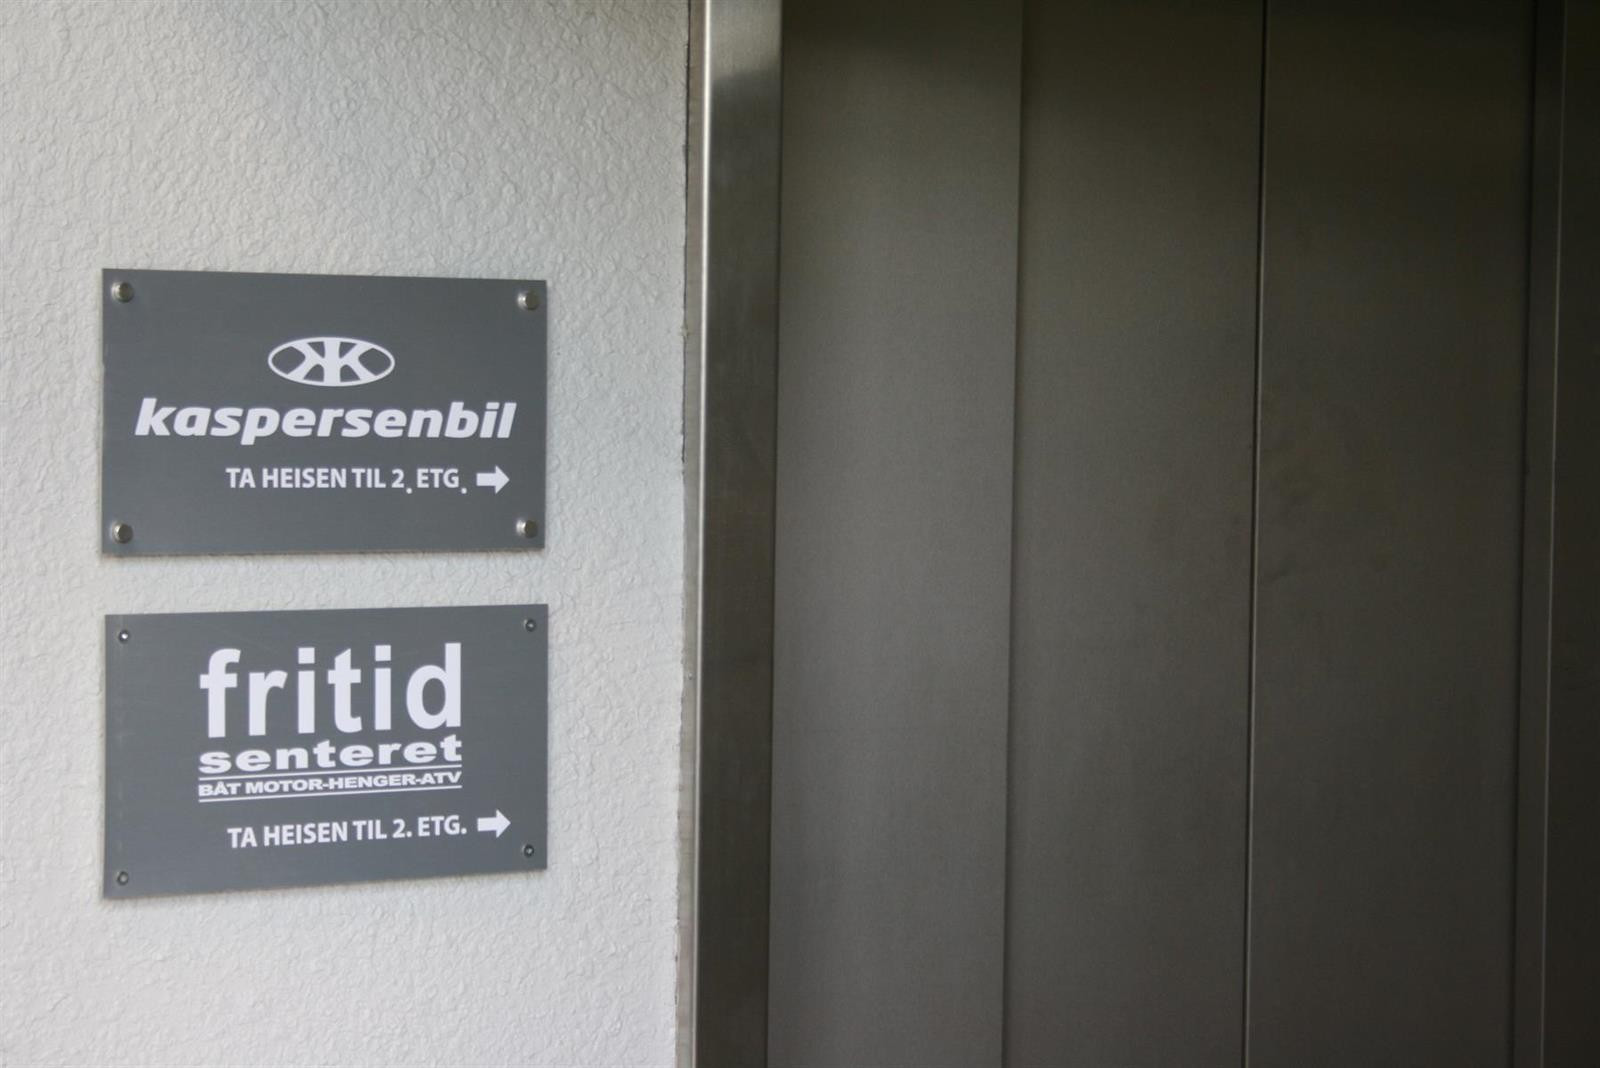 kaspersenbil
TA HEISEN TIL 2. ETG.
fritid
senteret
BÅT MOTOR-HENGER-ATV
TA HEISEN TIL 2. ETG.